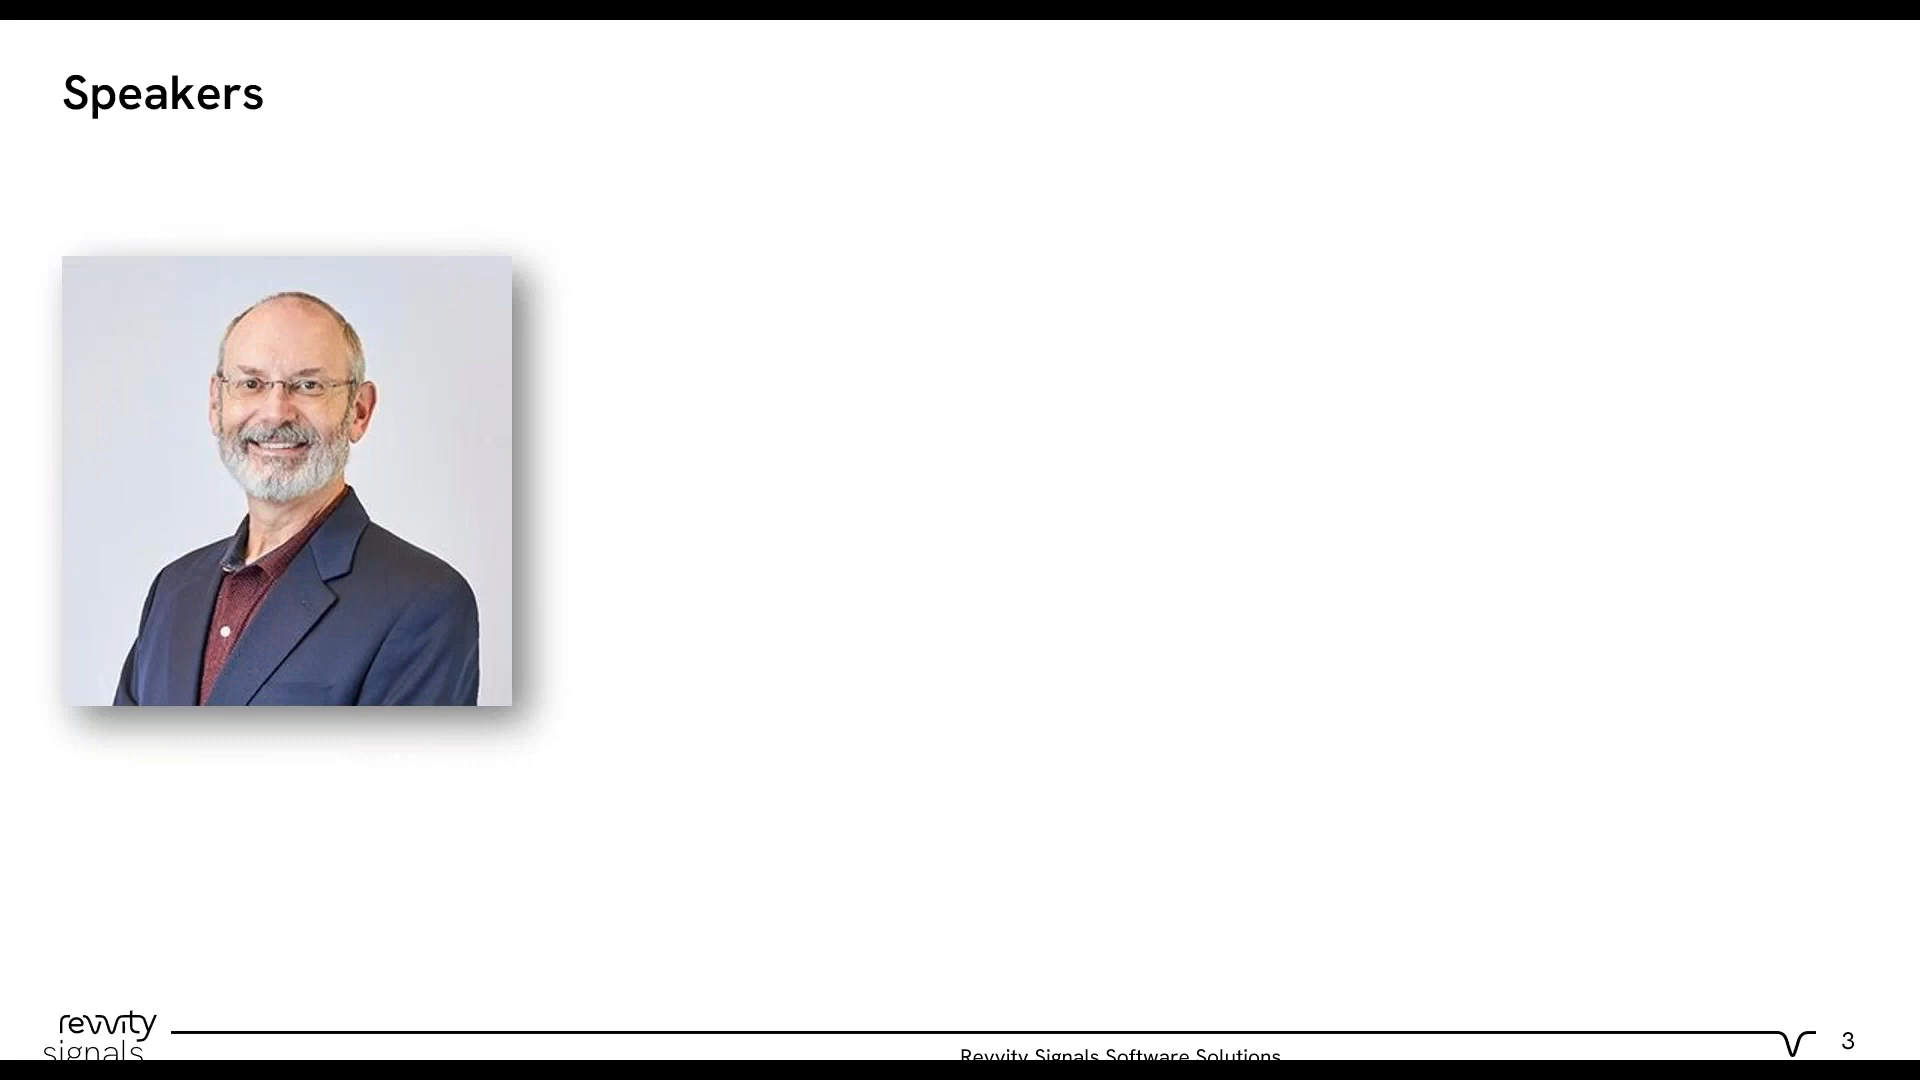 Speakers
revvity
signals
Revvity Signals Software Solutions
3